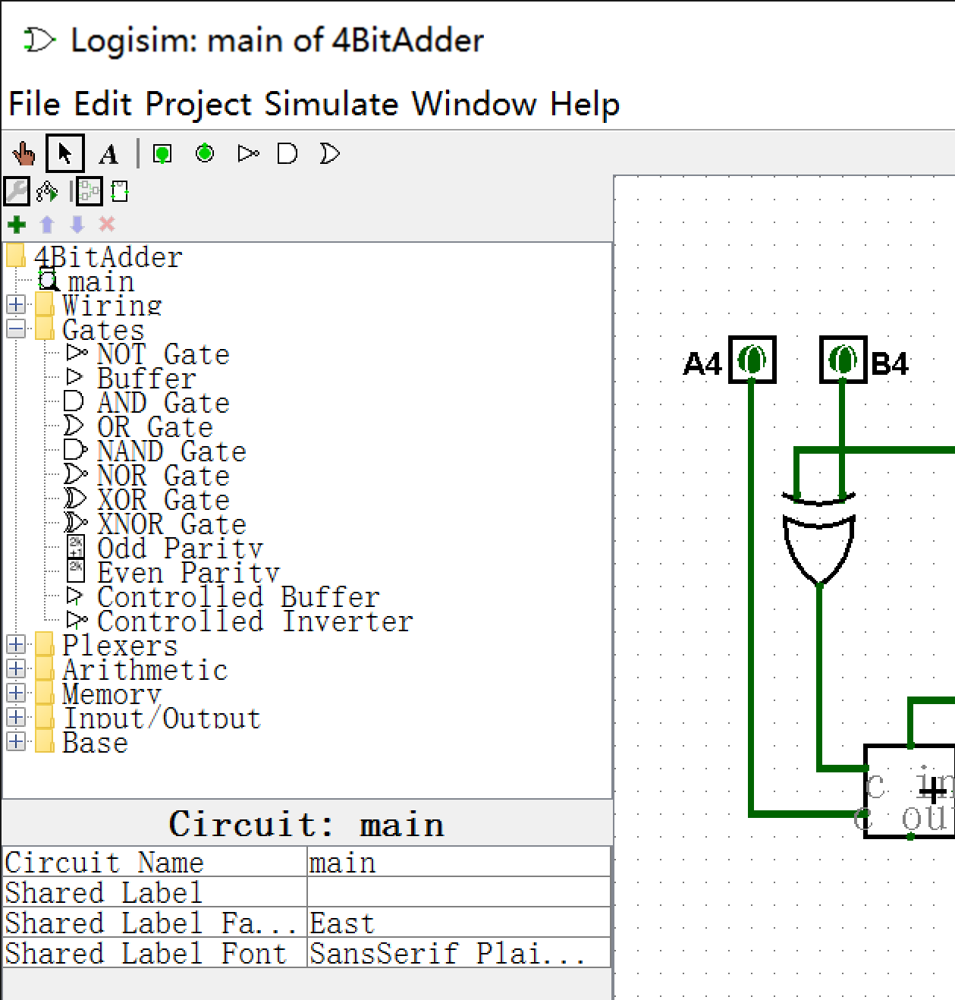 Logisim: main of 4BitAdder
File Edit Project Simulate Window Help
A
4BitAdder
main
Wiring
Gates
NOT Gate
Buffer
AND Gate
OR Gate
NAND Gate
NOR Gate
XOR Gate
XNOR Gate
Odd Parity
Even Parity
Controlled Buffer
Controlled Inverter
Plexers
Arithmetic
Memory
Input/Output
Base
Circuit: main
Circuit Name main
Shared Label
Shared Label Fa... East
Shared Label Font SansSerif Plai...
A4 B4
c in
+
c ou